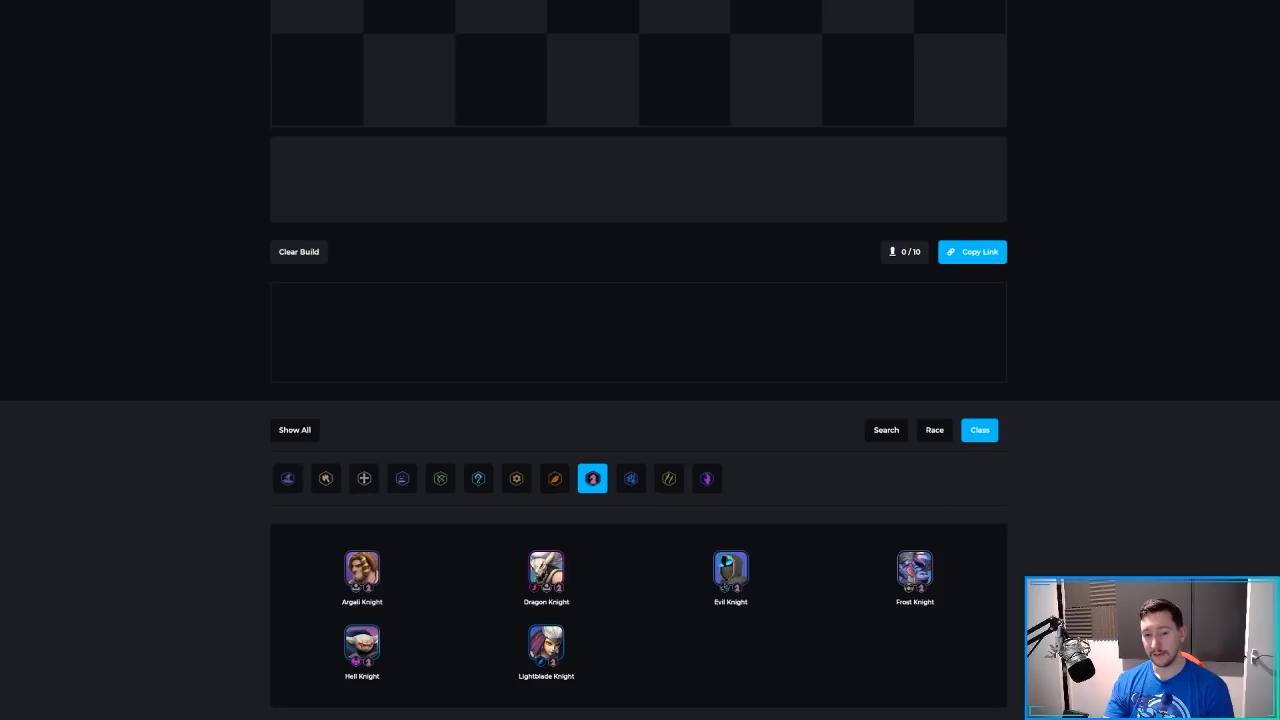 Clear Build
0 / 10
Copy Link
Show All
Search
Race
Class
Argali Knight
Dragon Knight
Evil Knight
Frost Knight
Hell Knight
Lightblade Knight